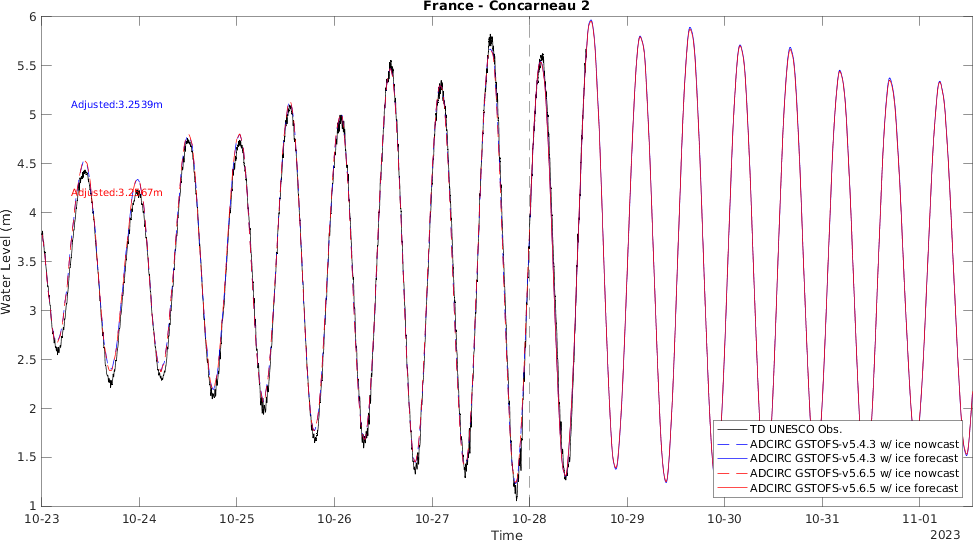 France - Concarneau 2
6
5.5
5
4.5
4
3.5
3
2.5
2
1.5
1
Water Level (m)
Adjusted:3.2539m
TD UNESCO Obs.
ADCIRC GSTOFS-v5.4.3 w/ ice nowcast
ADCIRC GSTOFS-v5.4.3 w/ ice forecast
ADCIRC GSTOFS-v5.6.5 w/ ice nowcast
ADCIRC GSTOFS-v5.6.5 w/ ice forecast
10-23 10-24 10-25 10-26 10-27 10-28 10-29 10-30 10-31 11-01
Time
2023